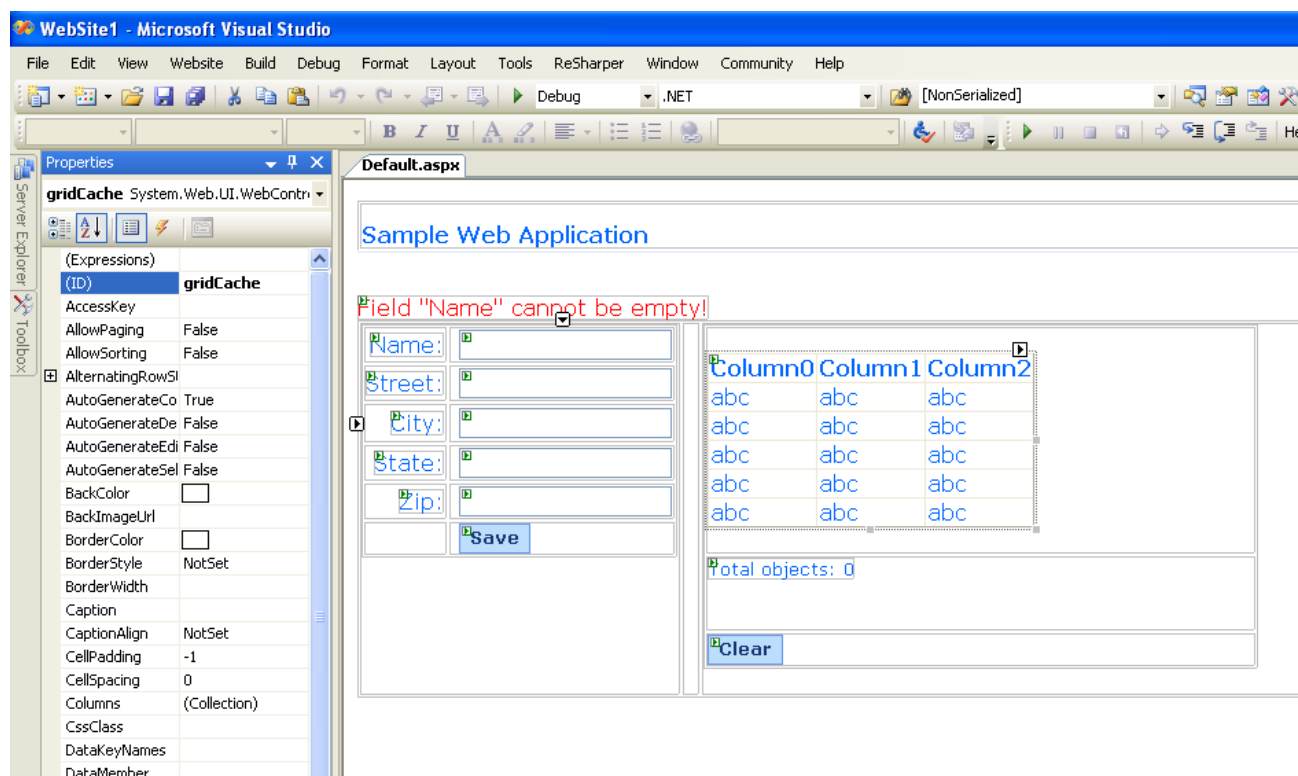 WebSite1 - Microsoft Visual Studio
File Edit View Website Build Debug Format Layout Tools ReSharper Window Community Help
Debug .NET [NonSerialized]
B I U A
Server Explorer
Toolbox
Properties
gridCache System.Web.UI.WebContr
(Expressions)
(ID) gridCache
AccessKey
AllowPaging False
AllowSorting False
AlternatingRowSt
AutoGenerateCo True
AutoGenerateDe False
AutoGenerateEdi False
AutoGenerateSel False
BackColor
BackImageUrl
BorderColor
BorderStyle NotSet
BorderWidth
Caption
CaptionAlign NotSet
CellPadding -1
CellSpacing 0
Columns (Collection)
CssClass
DataKeyNames
DataMember
Default.aspx
Sample Web Application
Field "Name" cannot be empty!
Name:
Street:
City:
State:
Zip:
Save
Column0 Column1 Column2
abc abc abc
abc abc abc
abc abc abc
abc abc abc
abc abc abc
Total objects: 0
Clear